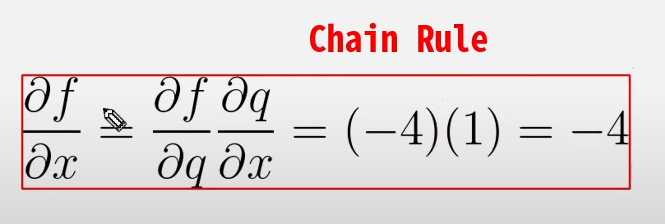 Chain Rule
∂f/∂x = ∂f/∂q ∂q/∂x = (−4)(1) = −4